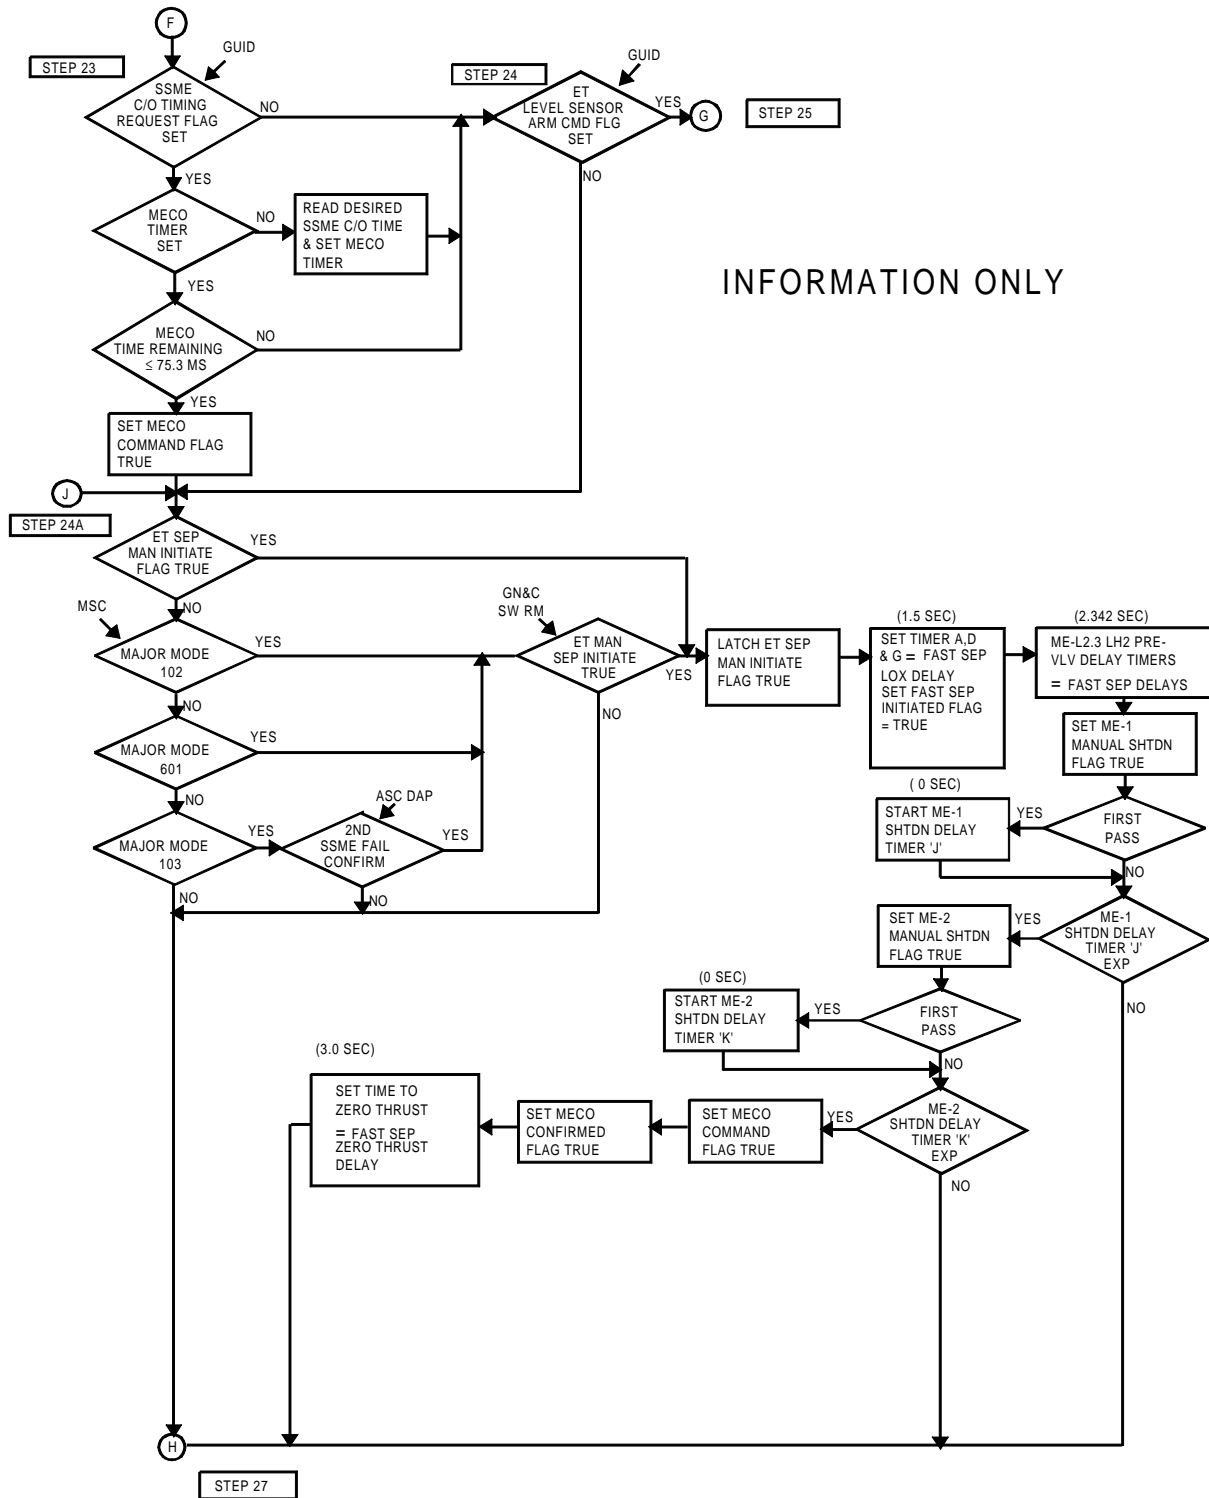 F
STEP 23
GUID
SSME
C/O TIMING
REQUEST FLAG
SET
NO
YES
STEP 24
GUID
ET
LEVEL SENSOR
ARM CMD FLG
SET
YES
G
STEP 25
NO
MECO
TIMER
SET
NO
READ DESIRED
SSME C/O TIME
& SET MECO
TIMER
YES
INFORMATION ONLY
MECO
TIME REMAINING
≤ 75.3 MS
NO
YES
SET MECO
COMMAND FLAG
TRUE
J
STEP 24A
ET SEP
MAN INITIATE
FLAG TRUE
YES
NO
MSC
MAJOR MODE
102
YES
NO
GN&C
SW RM
ET MAN
SEP INITIATE
TRUE
YES
NO
LATCH ET SEP
MAN INITIATE
FLAG TRUE
(1.5 SEC)
SET TIMER A,D
& G = FAST SEP
LOX DELAY
SET FAST SEP
INITIATED FLAG
= TRUE
(2.342 SEC)
ME-L2.3 LH2 PRE-
VLV DELAY TIMERS
= FAST SEP DELAYS
SET ME-1
MANUAL SHTDN
FLAG TRUE
MAJOR MODE
601
YES
NO
MAJOR MODE
103
YES
NO
ASC DAP
2ND
SSME FAIL
CONFIRM
YES
NO
( 0 SEC)
START ME-1
SHTDN DELAY
TIMER 'J'
YES
FIRST
PASS
NO
SET ME-2
MANUAL SHTDN
FLAG TRUE
YES
ME-1
SHTDN DELAY
TIMER 'J'
EXP
NO
(0 SEC)
START ME-2
SHTDN DELAY
TIMER 'K'
YES
FIRST
PASS
NO
(3.0 SEC)
SET TIME TO
ZERO THRUST
= FAST SEP
ZERO THRUST
DELAY
SET MECO
CONFIRMED
FLAG TRUE
SET MECO
COMMAND
FLAG TRUE
YES
ME-2
SHTDN DELAY
TIMER 'K'
EXP
NO
H
STEP 27